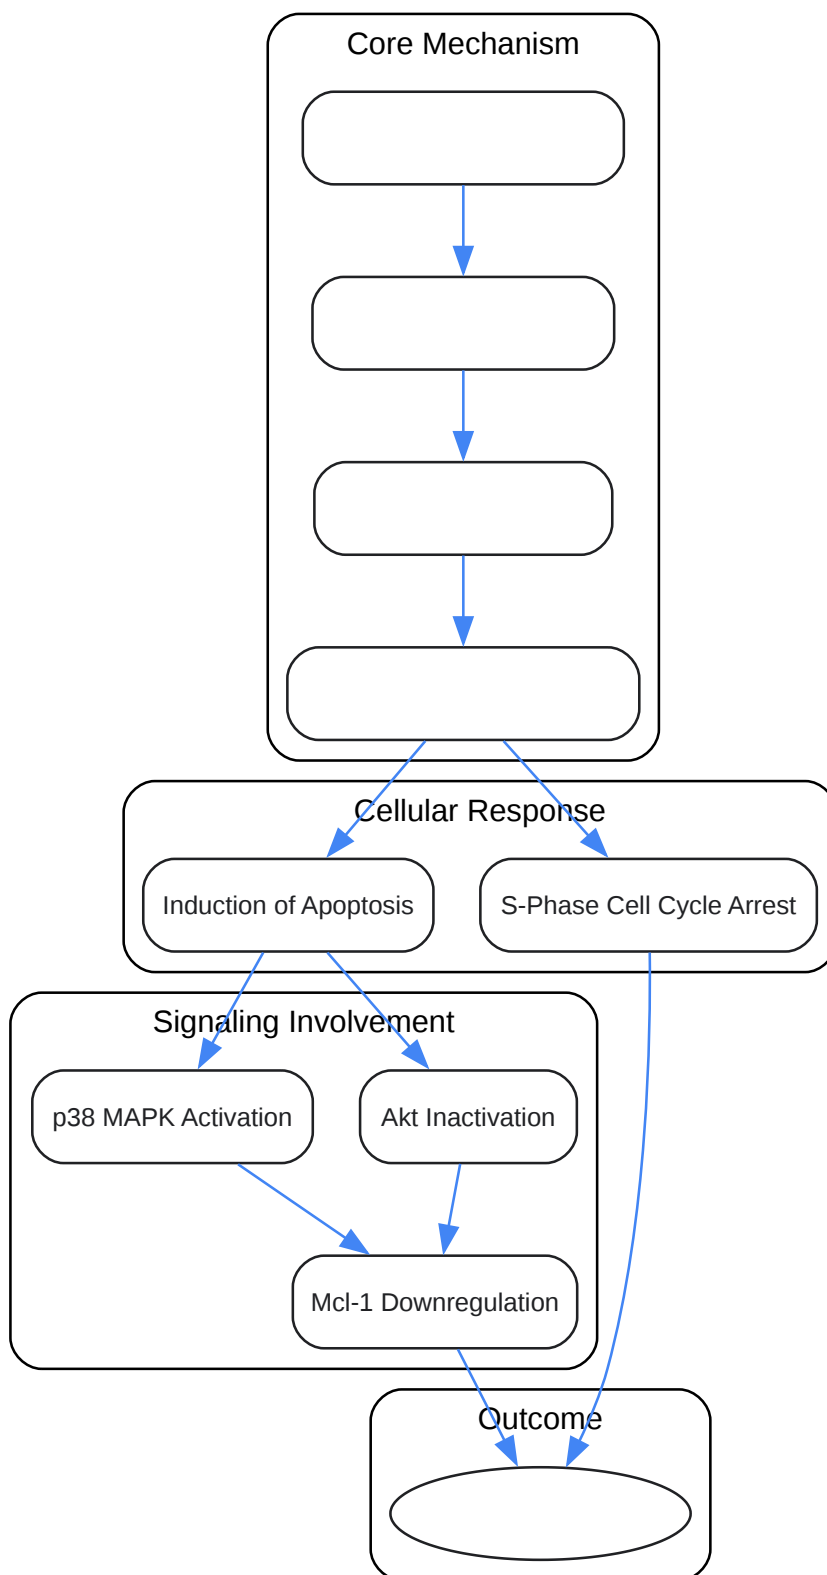 Core Mechanism
Cellular Response
Induction of Apoptosis
S-Phase Cell Cycle Arrest
Signaling Involvement
p38 MAPK Activation
Akt Inactivation
Mcl-1 Downregulation
Outcome